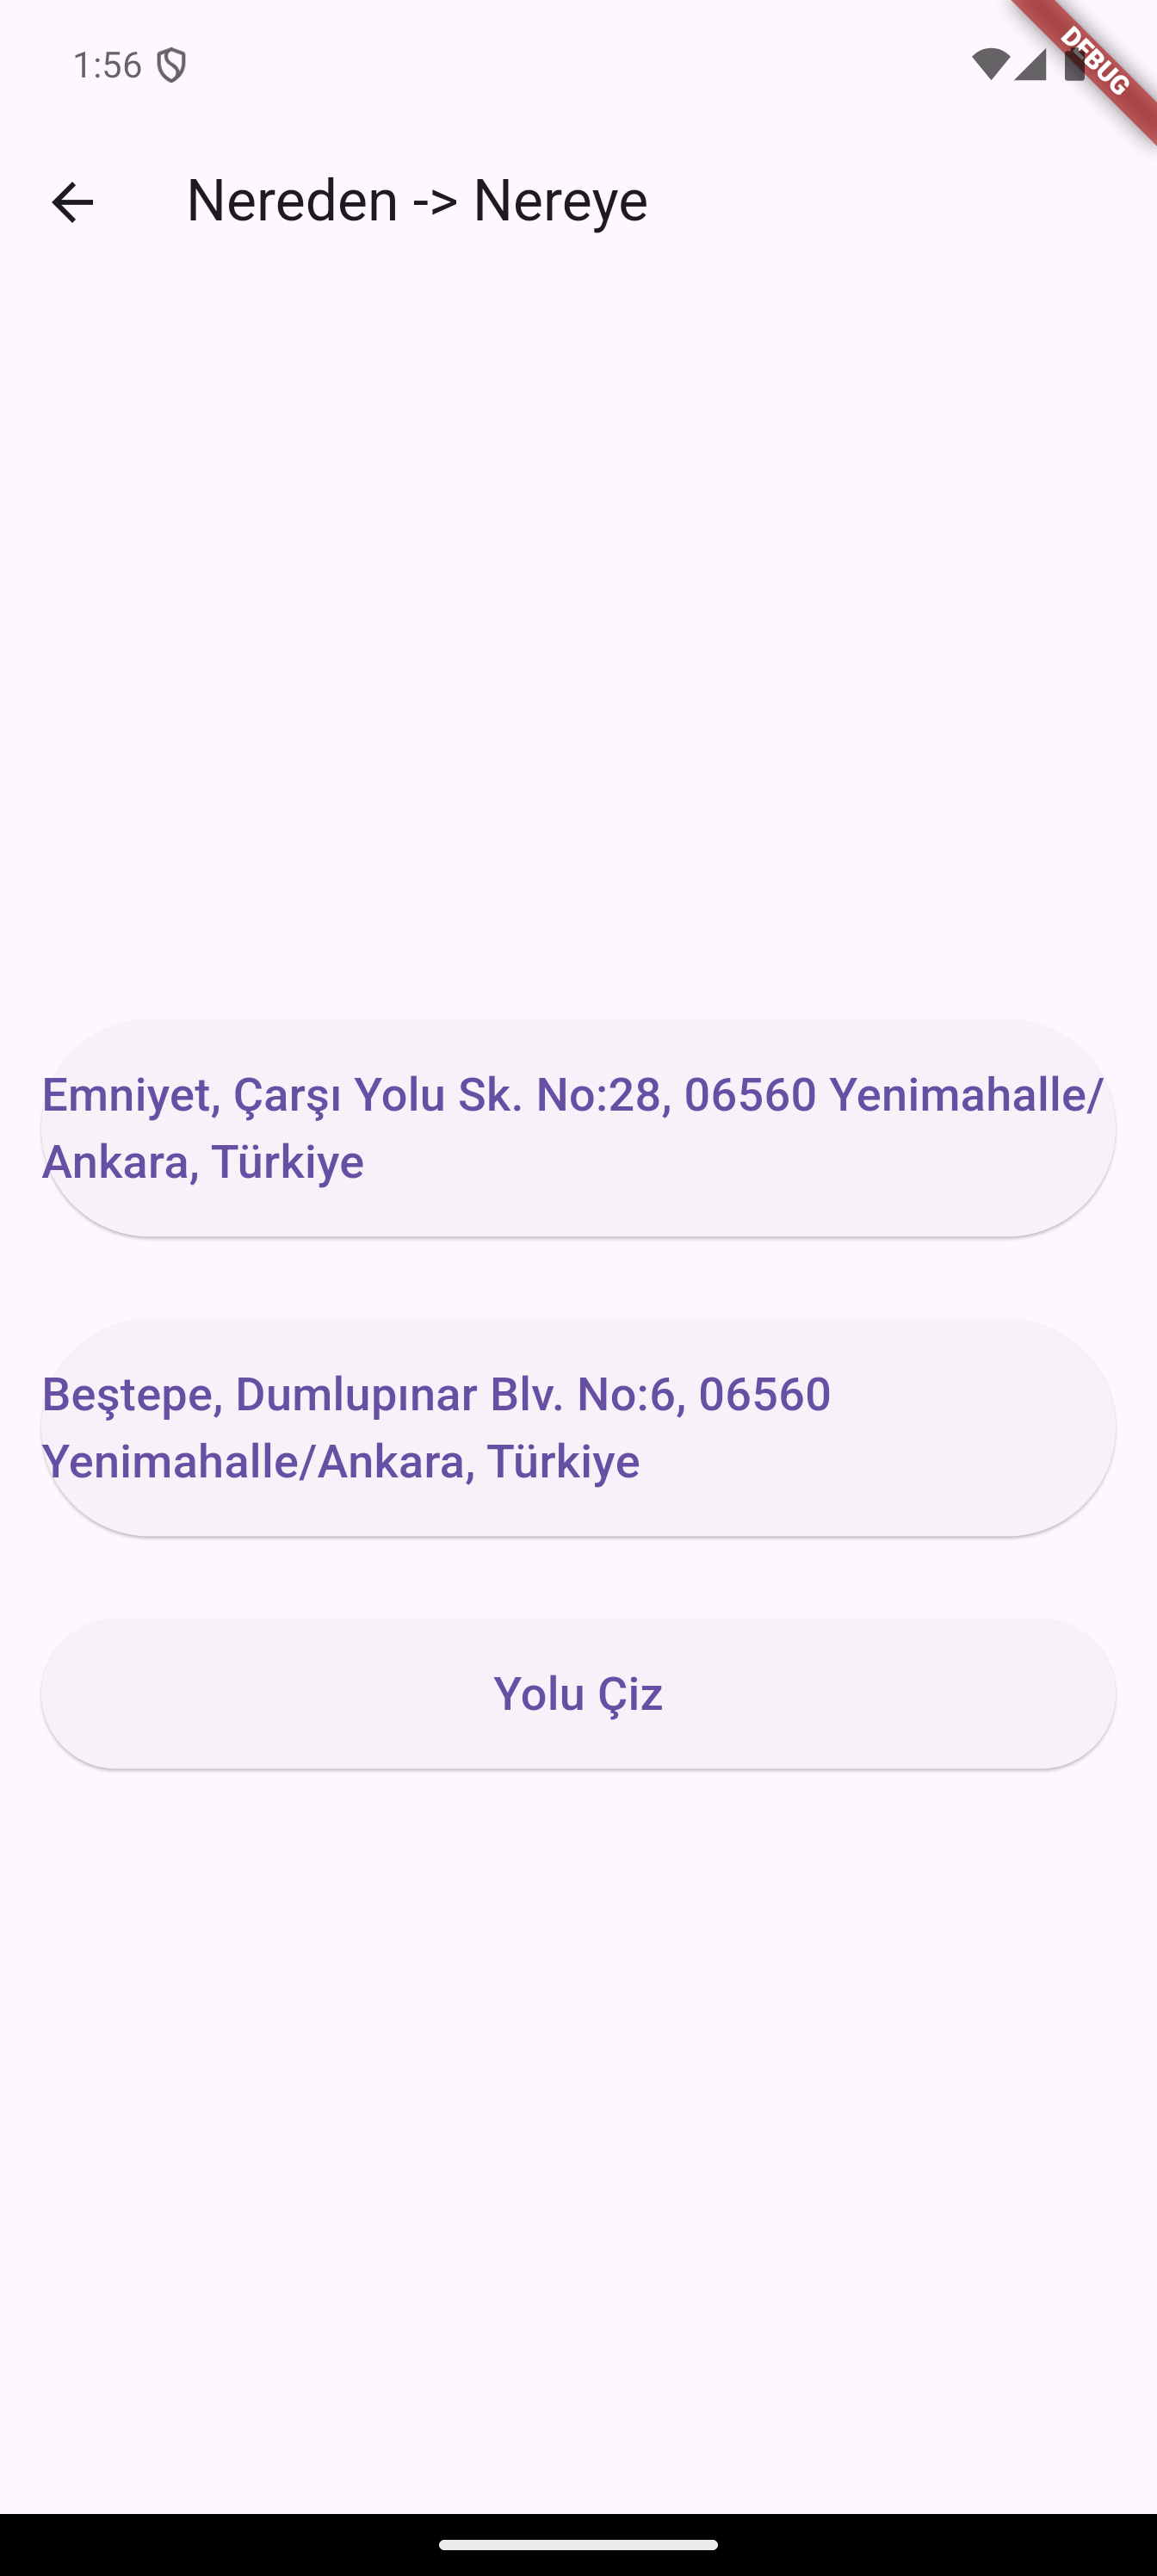 1:56
DEBUG
Nereden -> Nereye
Emniyet, Çarşı Yolu Sk. No:28, 06560 Yenimahalle/
Ankara, Türkiye
Beştepe, Dumlupınar Blv. No:6, 06560
Yenimahalle/Ankara, Türkiye
Yolu Çiz